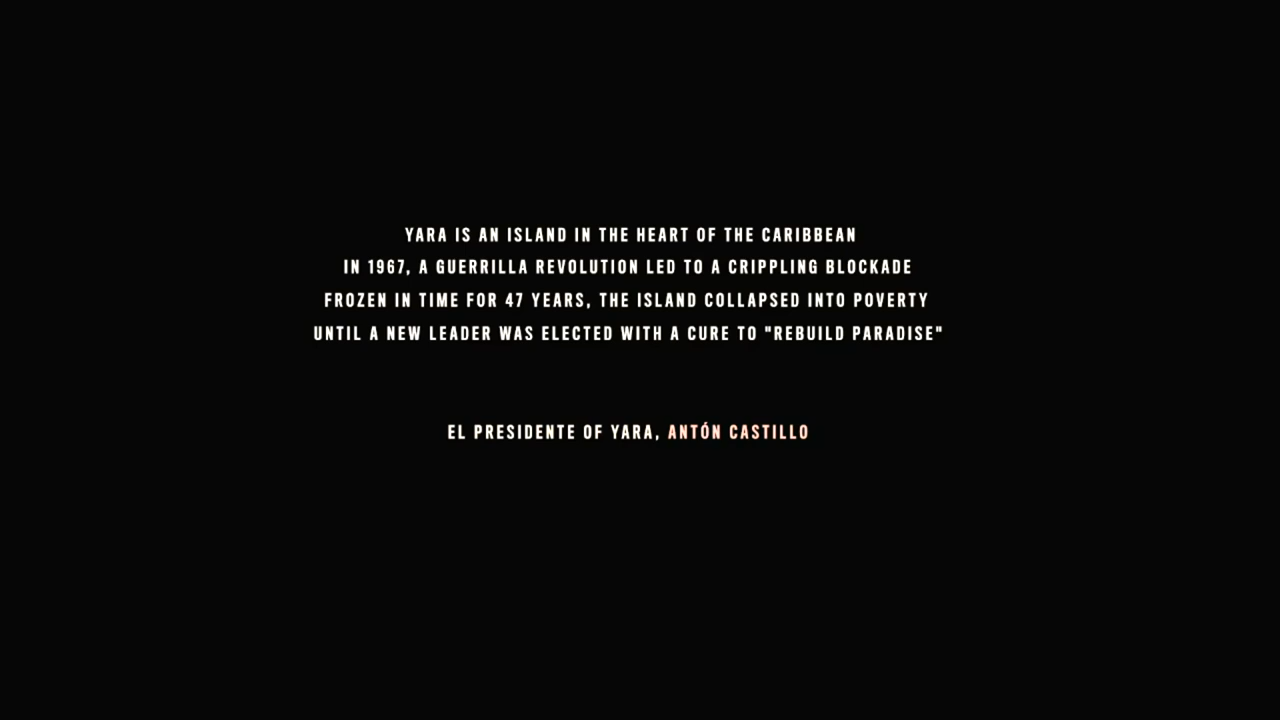 YARA IS AN ISLAND IN THE HEART OF THE CARIBBEAN
IN 1967, A GUERRILLA REVOLUTION LED TO A CRIPPLING BLOCKADE
FROZEN IN TIME FOR 47 YEARS, THE ISLAND COLLAPSED INTO POVERTY
UNTIL A NEW LEADER WAS ELECTED WITH A CURE TO "REBUILD PARADISE"
EL PRESIDENTE OF YARA, ANTÓN CASTILLO